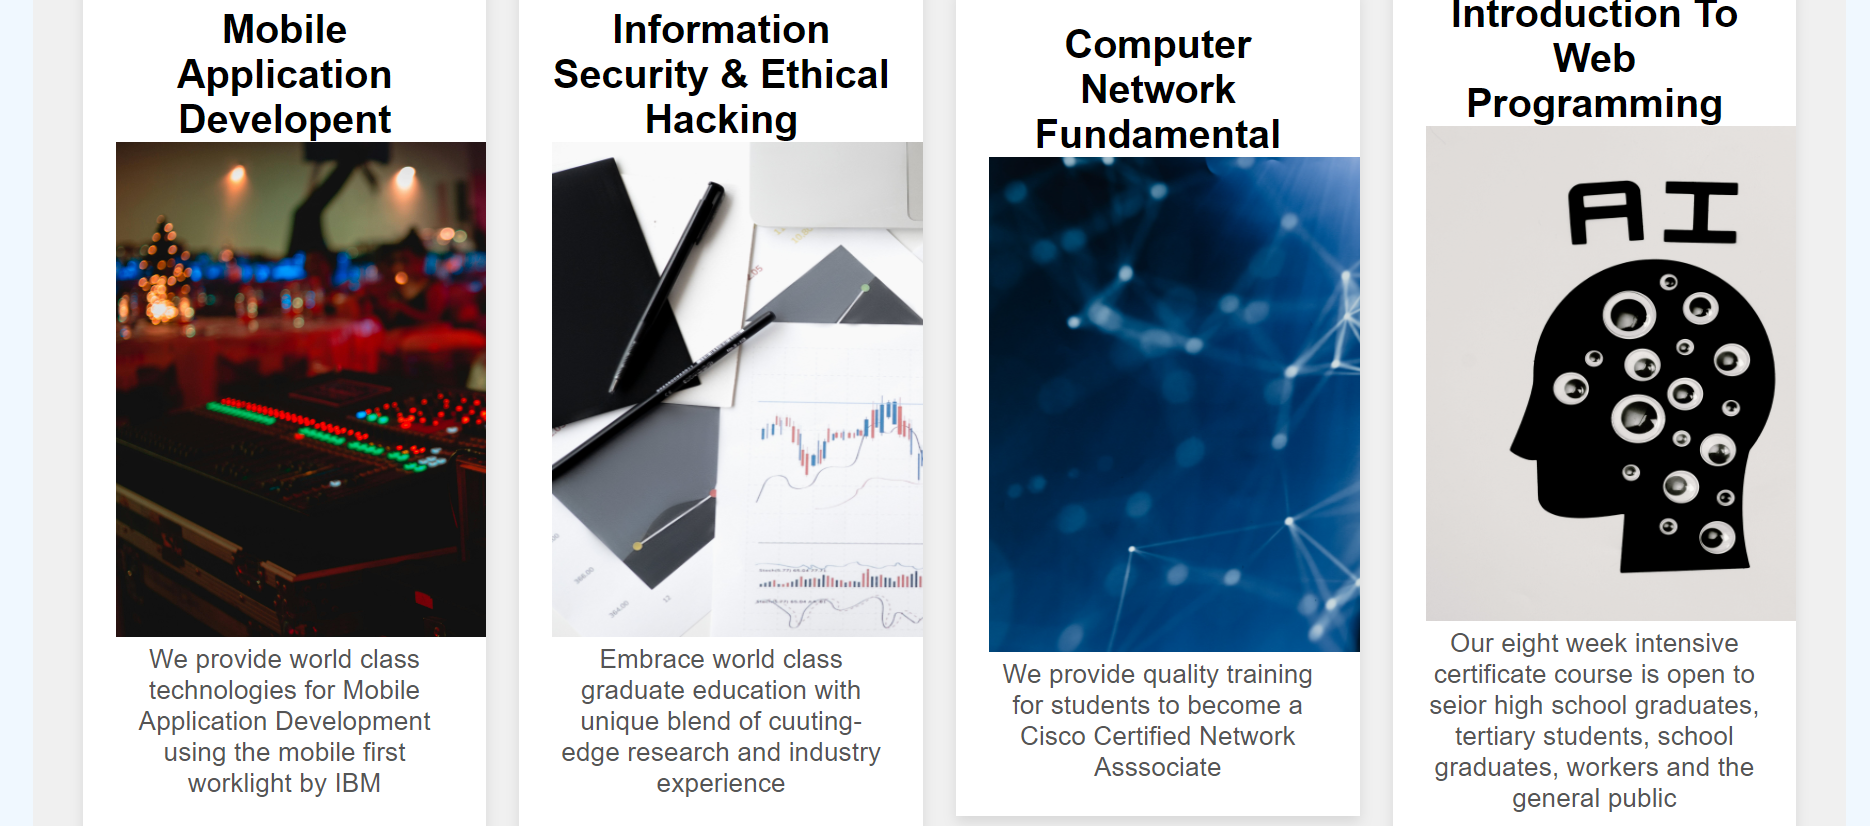 Mobile
Application
Developent
We provide world class
technologies for Mobile
Application Development
using the mobile first
worklight by IBM
Information
Security & Ethical
Hacking
Embrace world class
graduate education with
unique blend of cuuting-
edge research and industry
experience
Computer
Network
Fundamental
We provide quality training
for students to become a
Cisco Certified Network
Asssociate
Introduction To
Web
Programming
AI
Our eight week intensive
certificate course is open to
seior high school graduates,
tertiary students, school
graduates, workers and the
general public